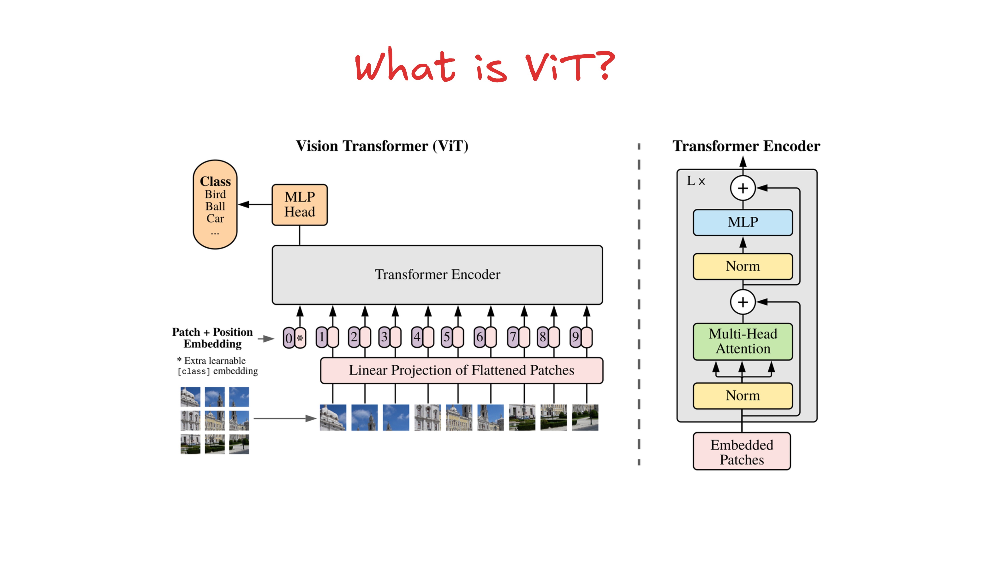 What is ViT?
Vision Transformer (ViT)
Class
Bird
Ball
Car
...
MLP
Head
Transformer Encoder
Patch + Position
Embedding
0 * 1 2 3 4 5 6 7 8 9
* Extra learnable
[class] embedding
Linear Projection of Flattened Patches
Transformer Encoder
L ×
+
MLP
Norm
+
Multi-Head
Attention
Norm
Embedded
Patches